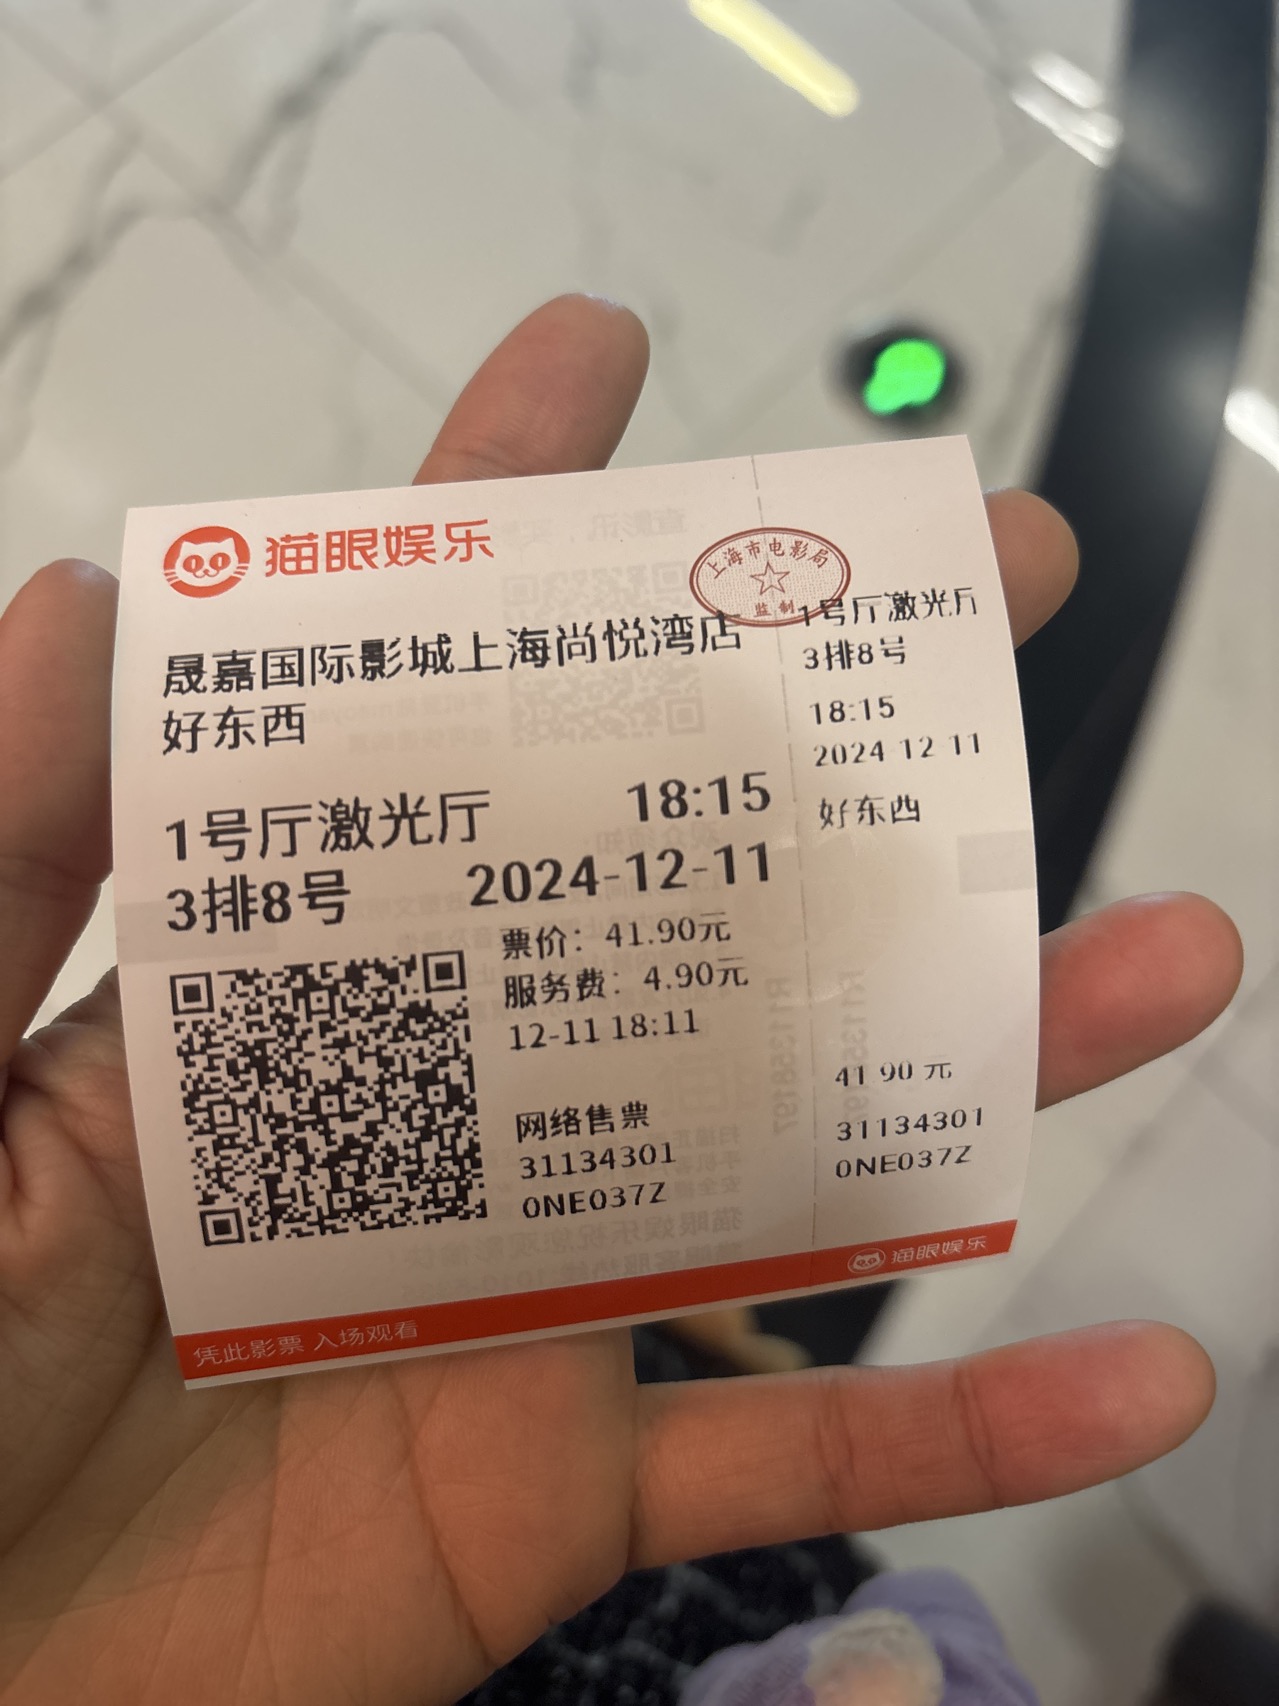 猫眼娱乐
晟嘉国际影城上海尚悦湾店
好东西
1号厅激光厅 18:15
3排8号 2024-12-11
票价：41.90元
服务费：4.90元
12-11 18:11
网络售票
31134301
0NE037Z
凭此影票 入场观看
上海市电影局
监制
1号厅激光厅
3排8号
18:15
2024-12-11
好东西
41.90元
31134301
0NE037Z
猫眼娱乐